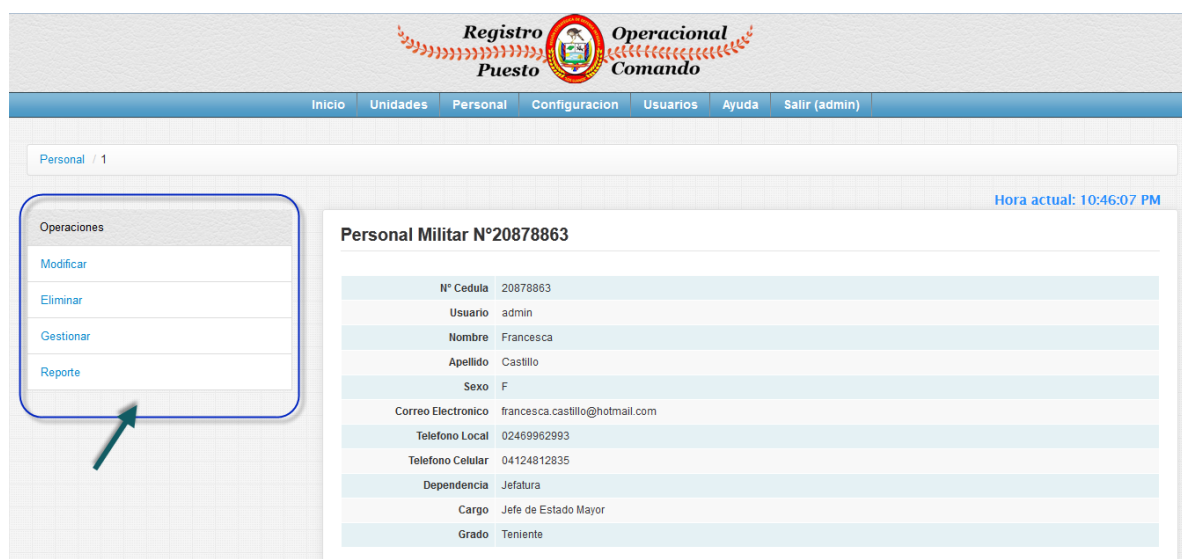 Registro Operacional
Puesto Comando
Inicio Unidades Personal Configuracion Usuarios Ayuda Salir (admin)
Personal / 1
Hora actual: 10:46:07 PM
Operaciones
Modificar
Eliminar
Gestionar
Reporte
Personal Militar N°20878863
Nº Cedula 20878863
Usuario admin
Nombre Francesca
Apellido Castillo
Sexo F
Correo Electronico francesca.castillo@hotmail.com
Telefono Local 02469962993
Telefono Celular 04124812835
Dependencia Jefatura
Cargo Jefe de Estado Mayor
Grado Teniente